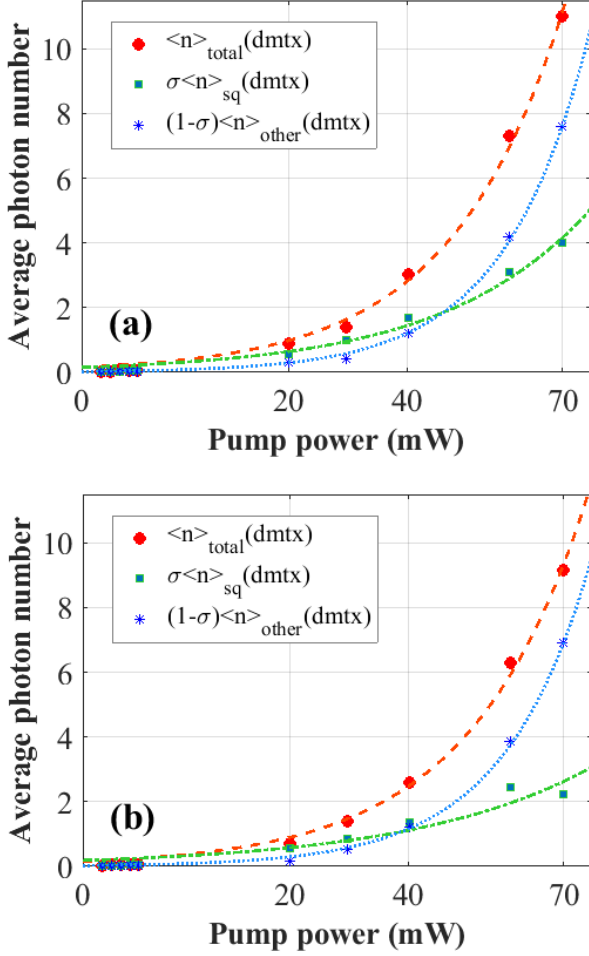 <n>total(dmtx)
σ<n>sq(dmtx)
(1-σ)<n>other(dmtx)
Average photon number
10
8
6
4
2
0
(a)
0
20
40
70
Pump power (mW)
<n>total(dmtx)
σ<n>sq(dmtx)
(1-σ)<n>other(dmtx)
Average photon number
10
8
6
4
2
0
(b)
0
20
40
70
Pump power (mW)